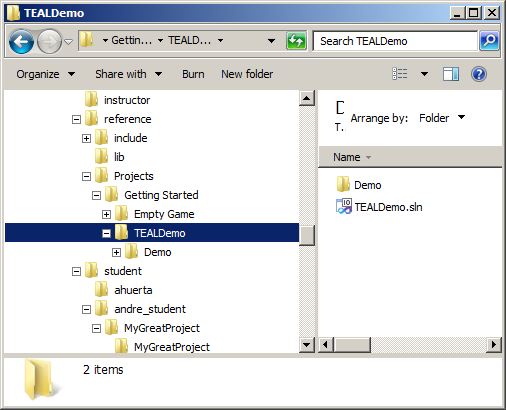 TEALDemo
Gettin... TEALD... Search TEALDemo
Organize Share with Burn New folder
instructor
reference
include
lib
Projects
Getting Started
Empty Game
TEALDemo
Demo
student
ahuerta
andre_student
MyGreatProject
MyGreatProject
D
T.
Arrange by: Folder
Name
Demo
10 TEALDemo.sln
2 items